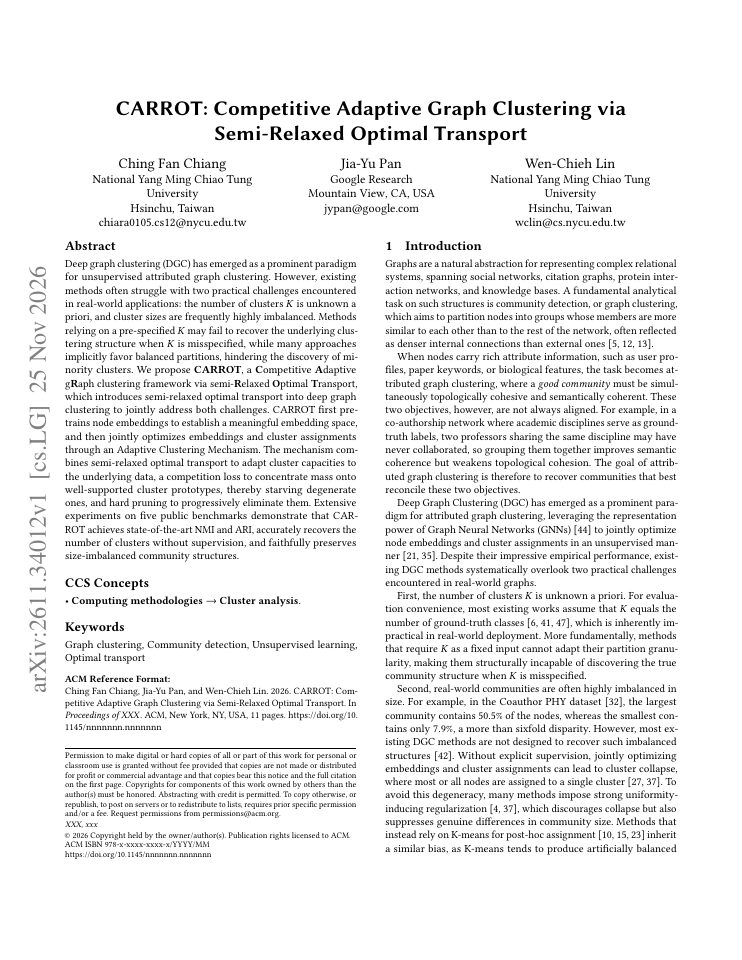 CARROT: Competitive Adaptive Graph Clustering via
Semi-Relaxed Optimal Transport
Ching Fan Chiang
National Yang Ming Chiao Tung
University
Hsinchu, Taiwan
chiara0105.cs12@nycu.edu.tw
Jia-Yu Pan
Google Research
Mountain View, CA, USA
jypan@google.com
Wen-Chieh Lin
National Yang Ming Chiao Tung
University
Hsinchu, Taiwan
wclin@cs.nycu.edu.tw
arXiv:2611.34012v1 [cs.LG] 25 Nov 2026
Abstract
Deep graph clustering (DGC) has emerged as a prominent paradigm
for unsupervised attributed graph clustering. However, existing
methods often struggle with two practical challenges encountered
in real-world applications: the number of clusters K is unknown a
priori, and cluster sizes are frequently highly imbalanced. Methods
relying on a pre-specified K may fail to recover the underlying clus-
tering structure when K is misspecified, while many approaches
implicitly favor balanced partitions, hindering the discovery of mi-
nority clusters. We propose CARROT, a Competitive Adaptive
gRaph clustering framework via semi-Relaxed Optimal Transport,
which introduces semi-relaxed optimal transport into deep graph
clustering to jointly address both challenges. CARROT first pre-
trains node embeddings to establish a meaningful embedding space,
and then jointly optimizes embeddings and cluster assignments
through an Adaptive Clustering Mechanism. The mechanism com-
bines semi-relaxed optimal transport to adapt cluster capacities to
the underlying data, a competition loss to concentrate mass onto
well-supported cluster prototypes, thereby starving degenerate
ones, and hard pruning to progressively eliminate them. Extensive
experiments on five public benchmarks demonstrate that CAR-
ROT achieves state-of-the-art NMI and ARI, accurately recovers the
number of clusters without supervision, and faithfully preserves
size-imbalanced community structures.
CCS Concepts
• Computing methodologies → Cluster analysis.
Keywords
Graph clustering, Community detection, Unsupervised learning,
Optimal transport
ACM Reference Format:
Ching Fan Chiang, Jia-Yu Pan, and Wen-Chieh Lin. 2026. CARROT: Com-
petitive Adaptive Graph Clustering via Semi-Relaxed Optimal Transport. In
Proceedings of XXX. ACM, New York, NY, USA, 11 pages. https://doi.org/10.
1145/nnnnnnn.nnnnnnn
Permission to make digital or hard copies of all or part of this work for personal or
classroom use is granted without fee provided that copies are not made or distributed
for profit or commercial advantage and that copies bear this notice and the full citation
on the first page. Copyrights for components of this work owned by others than the
author(s) must be honored. Abstracting with credit is permitted. To copy otherwise, or
republish, to post on servers or to redistribute to lists, requires prior specific permission
and/or a fee. Request permissions from permissions@acm.org.
XXX, xxx
© 2026 Copyright held by the owner/author(s). Publication rights licensed to ACM.
ACM ISBN 978-x-xxxx-xxxx-x/YYYY/MM
https://doi.org/10.1145/nnnnnnn.nnnnnnn
1 Introduction
Graphs are a natural abstraction for representing complex relational
systems, spanning social networks, citation graphs, protein inter-
action networks, and knowledge bases. A fundamental analytical
task on such structures is community detection, or graph clustering,
which aims to partition nodes into groups whose members are more
similar to each other than to the rest of the network, often reflected
as denser internal connections than external ones [5, 12, 13].
When nodes carry rich attribute information, such as user pro-
files, paper keywords, or biological features, the task becomes at-
tributed graph clustering, where a good community must be simul-
taneously topologically cohesive and semantically coherent. These
two objectives, however, are not always aligned. For example, in a
co-authorship network where academic disciplines serve as ground-
truth labels, two professors sharing the same discipline may have
never collaborated, so grouping them together improves semantic
coherence but weakens topological cohesion. The goal of attrib-
uted graph clustering is therefore to recover communities that best
reconcile these two objectives.
Deep Graph Clustering (DGC) has emerged as a prominent para-
digm for attributed graph clustering, leveraging the representation
power of Graph Neural Networks (GNNs) [44] to jointly optimize
node embeddings and cluster assignments in an unsupervised man-
ner [21, 35]. Despite their impressive empirical performance, exist-
ing DGC methods systematically overlook two practical challenges
encountered in real-world graphs.
First, the number of clusters K is unknown a priori. For evalua-
tion convenience, most existing works assume that K equals the
number of ground-truth classes [6, 41, 47], which is inherently im-
practical in real-world deployment. More fundamentally, methods
that require K as a fixed input cannot adapt their partition granu-
larity, making them structurally incapable of discovering the true
community structure when K is misspecified.
Second, real-world communities are often highly imbalanced in
size. For example, in the Coauthor PHY dataset [32], the largest
community contains 50.5% of the nodes, whereas the smallest con-
tains only 7.9%, a more than sixfold disparity. However, most ex-
isting DGC methods are not designed to recover such imbalanced
structures [42]. Without explicit supervision, jointly optimizing
embeddings and cluster assignments can lead to cluster collapse,
where most or all nodes are assigned to a single cluster [27, 37]. To
avoid this degeneracy, many methods impose strong uniformity-
inducing regularization [4, 37], which discourages collapse but also
suppresses genuine differences in community size. Methods that
instead rely on K-means for post-hoc assignment [10, 15, 23] inherit
a similar bias, as K-means tends to produce artificially balanced